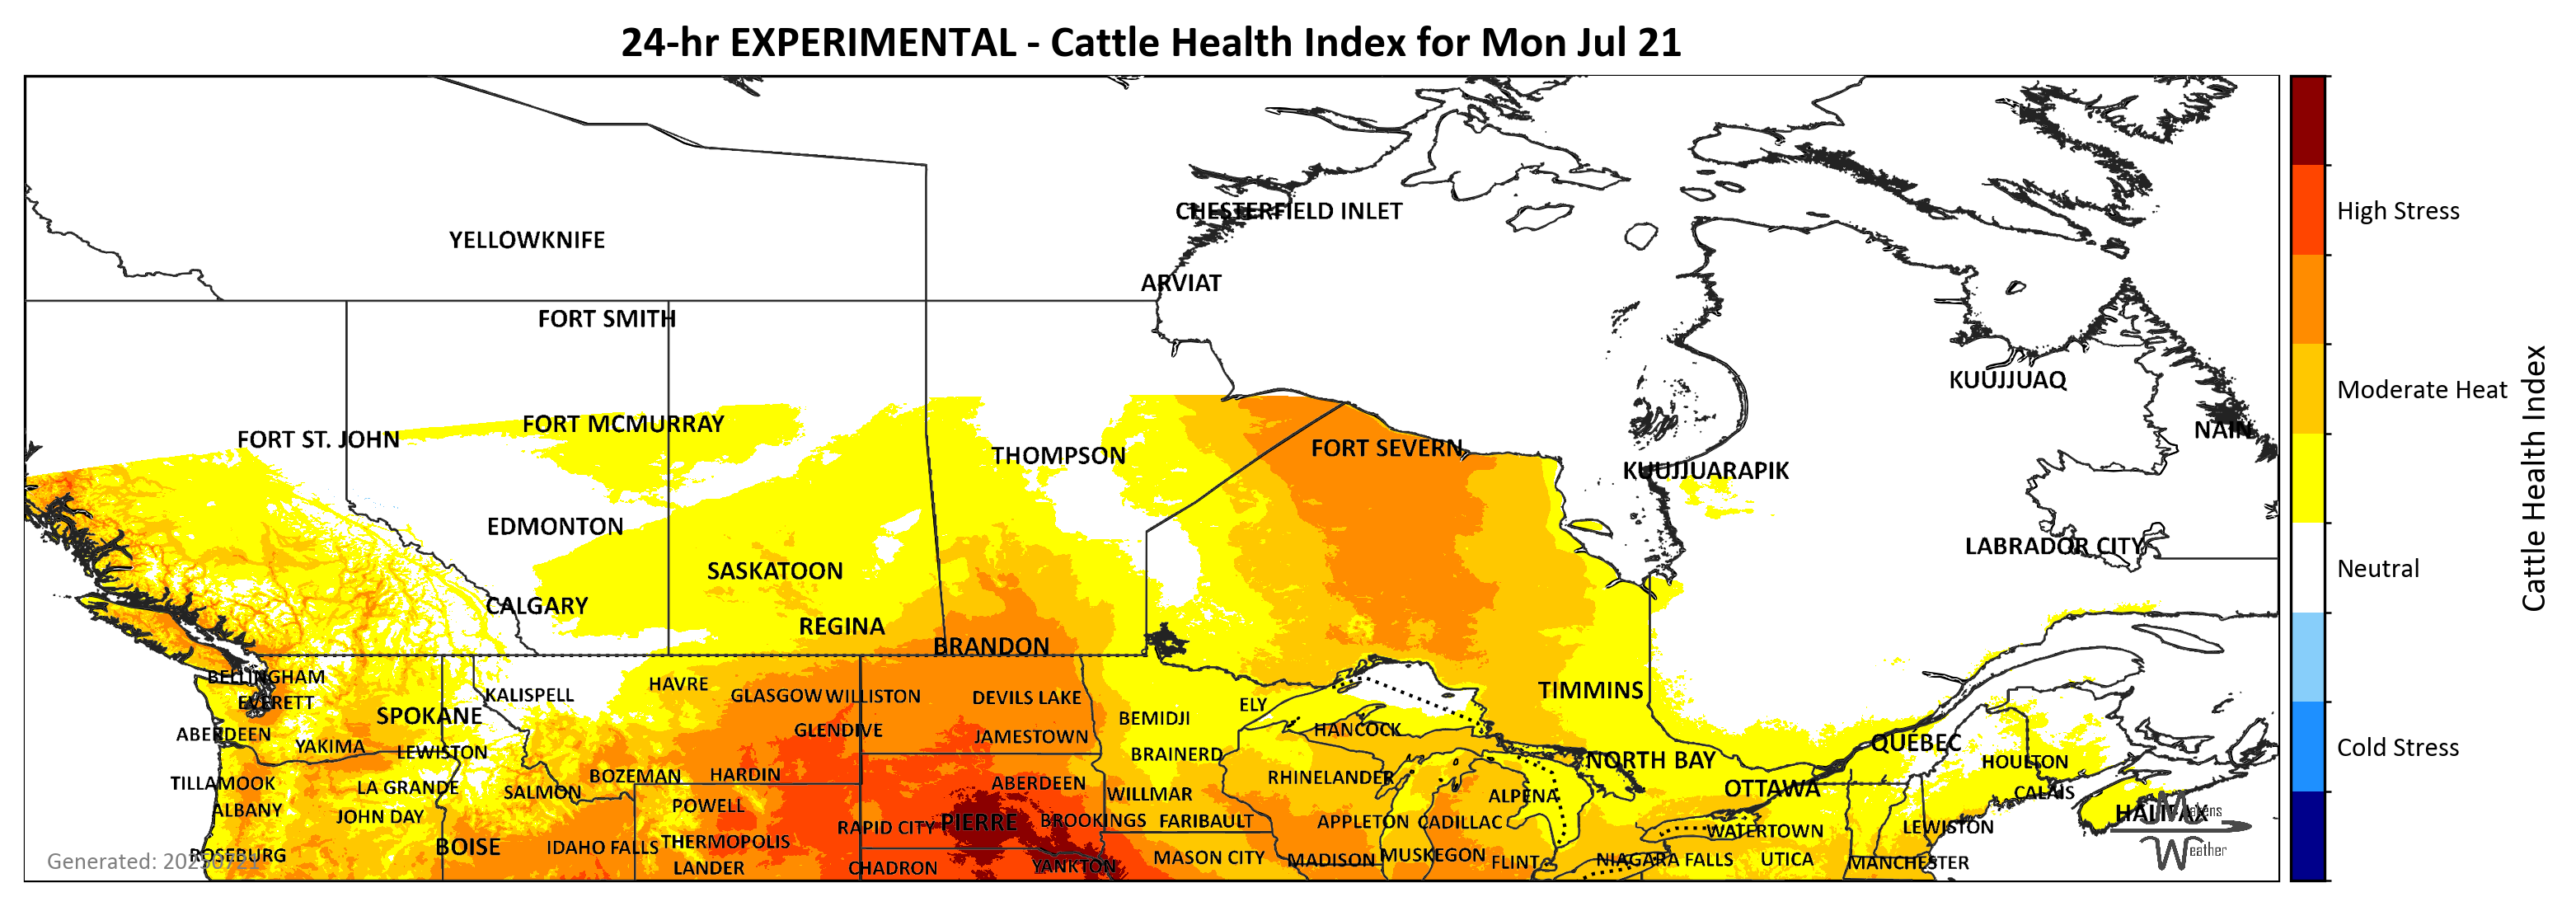 24-hr EXPERIMENTAL - Cattle Health Index for Mon Jul 21
CHESTERFIELD INLET
YELLOWKNIFE
ARVIAT
FORT SMITH
KUUJJUAQ
FORT MCMURRAY
NAIN
FORT ST. JOHN
FORT SEVERN
THOMPSON
KUUJJUARAPIK
EDMONTON
LABRADOR CITY
SASKATOON
CALGARY
REGINA
BRANDON
BELLINGHAM
HAVRE
KALISPELL
GLASGOW
WILLISTON
DEVILS LAKE
TIMMINS
EVERETT
ELY
SPOKANE
BEMIDJI
GLENDIVE
HANCOCK
ABERDEEN
JAMESTOWN
QUEBEC
YAKIMA
LEWISTON
BRAINERD
NORTH BAY
HOULTON
BOZEMAN
HARDIN
RHINELANDER
TILLAMOOK
LA GRANDE
ABERDEEN
OTTAWA
SALMON
WILLMAR
CALAIS
ALPENA
POWELL
ALBANY
JOHN DAY
HALIFAX
Makens
Weather
RAPID CITY
PIERRE
BROOKINGS
FARIBAULT
APPLETON
CADILLAC
WATERTOWN
LEWISTON
BOISE
IDAHO FALLS
THERMOPOLIS
ROSEBURG
MASON CITY
MADISON
MUSKEGON
FLINT
NIAGARA FALLS
UTICA
MANCHESTER
LANDER
CHADRON
YANKTON
Generated: 20250721
High Stress
Moderate Heat
Neutral
Cold Stress
Cattle Health Index